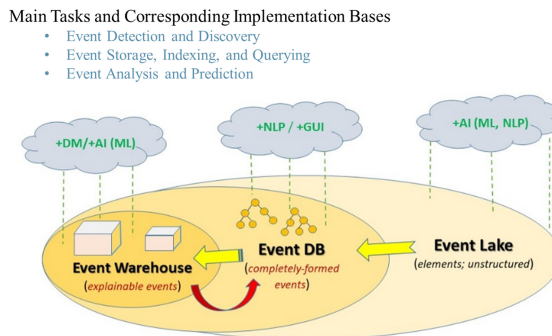 Main Tasks and Corresponding Implementation Bases
• Event Detection and Discovery
• Event Storage, Indexing, and Querying
• Event Analysis and Prediction
+DM/+AI (ML)
+NLP / +GUI
+AI (ML, NLP)
Event Warehouse
(explainable events)
Event DB
(completely-formed
events)
Event Lake
(elements; unstructured)